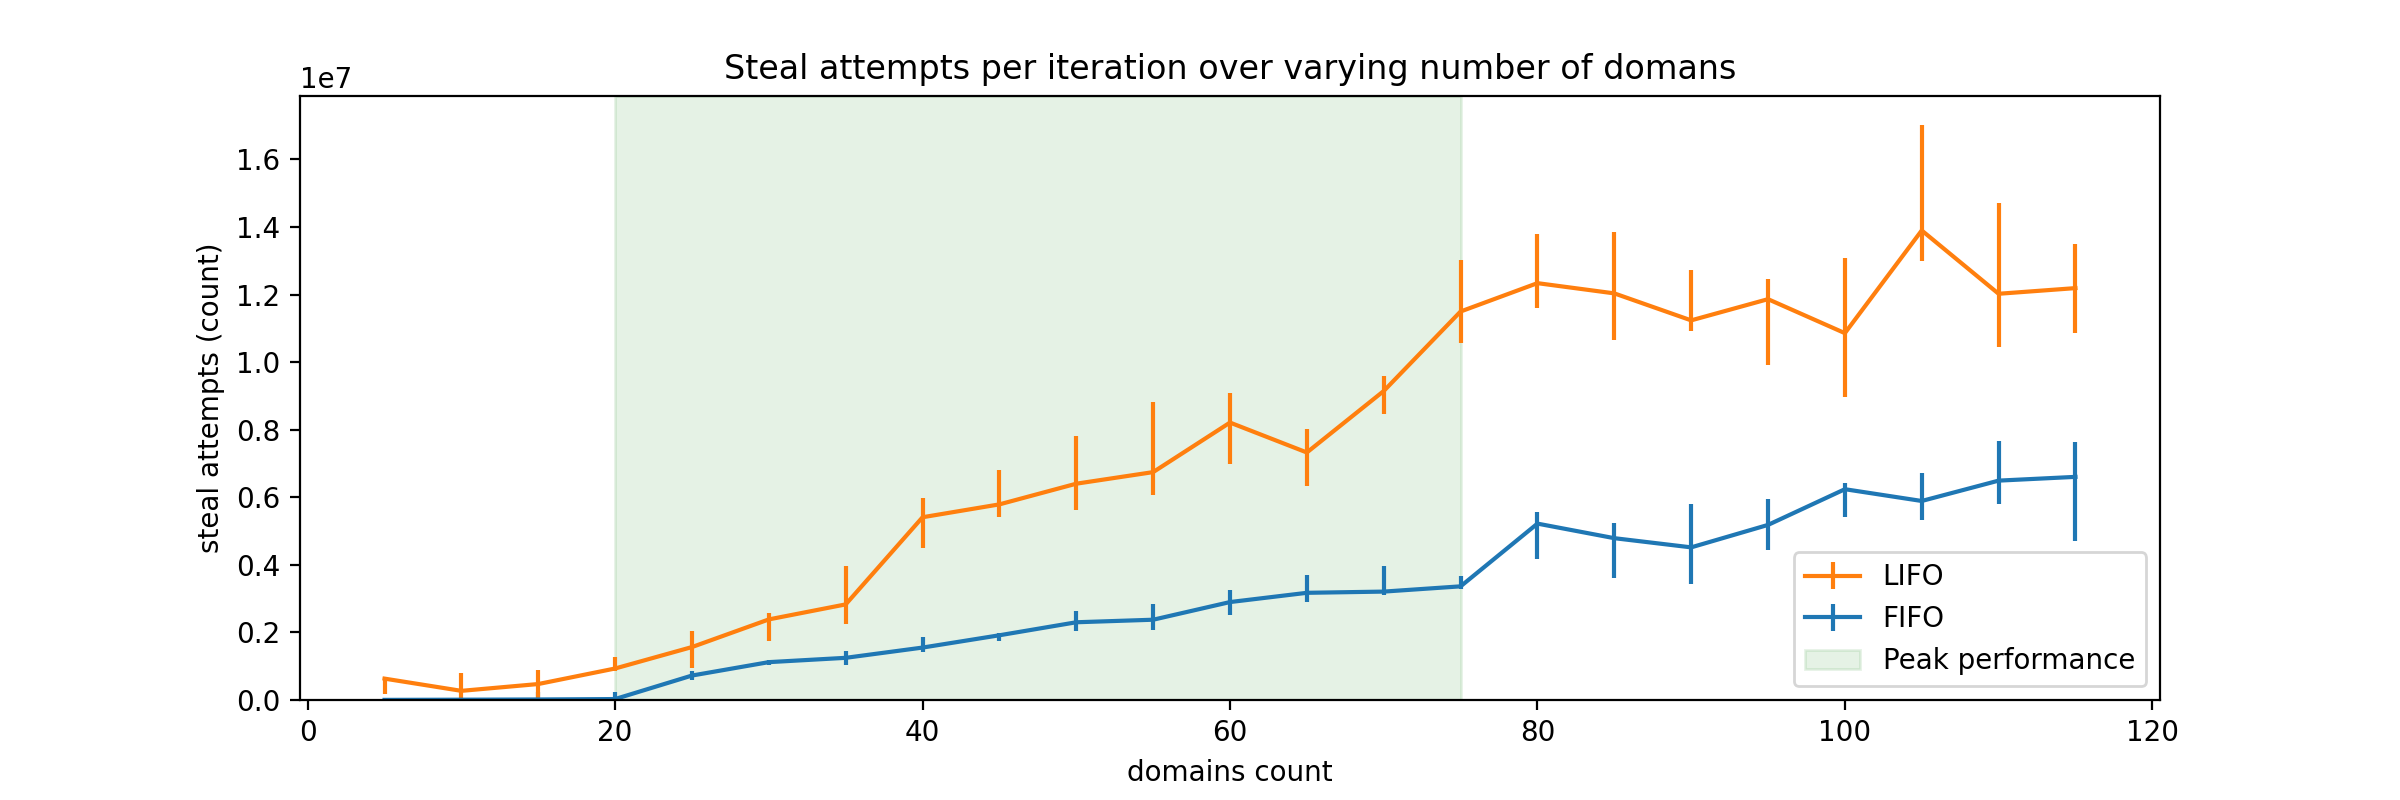 Steal attempts per iteration over varying number of domans
1e7
1.6
1.4
1.2
1.0
0.8
0.6
0.4
0.2
0.0
steal attempts (count)
0 20 40 60 80 100 120
domains count
LIFO
FIFO
Peak performance